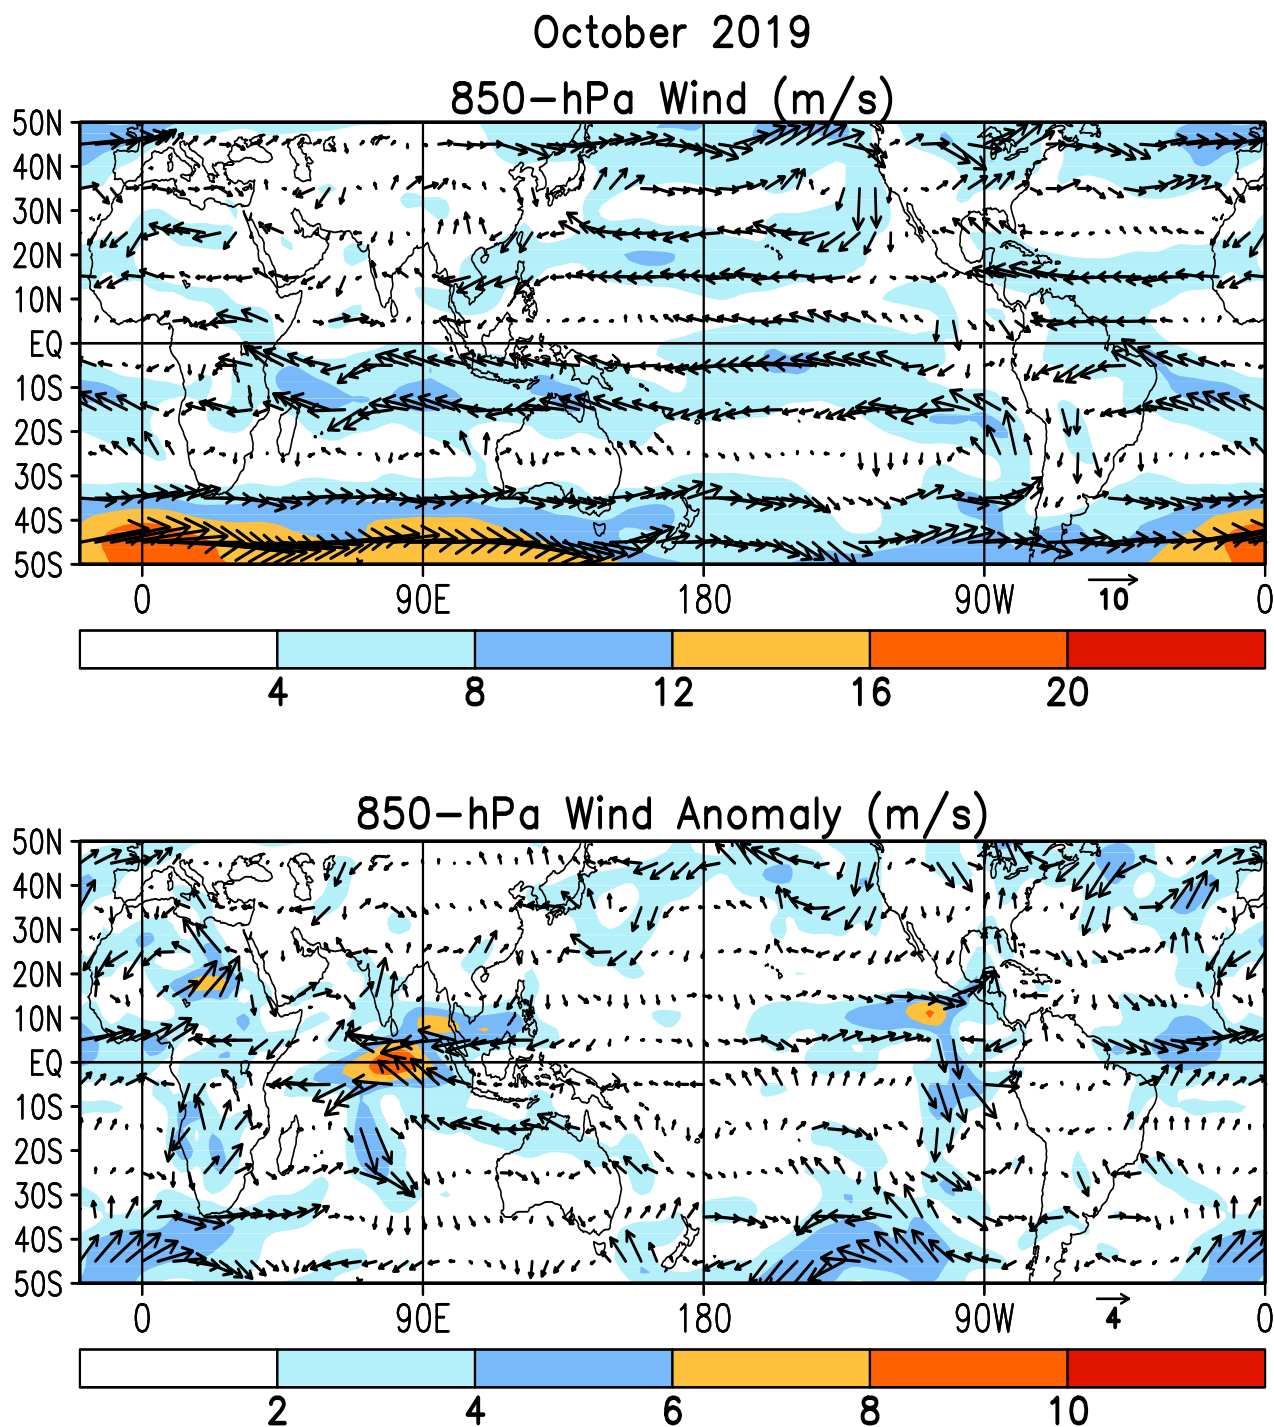 October 2019
850-hPa Wind (m/s)
50N
40N
30N
20N
10N
EQ
10S
20S
30S
40S
50S
0 90E 180 90W 0
10
4 8 12 16 20
850-hPa Wind Anomaly (m/s)
50N
40N
30N
20N
10N
EQ
10S
20S
30S
40S
50S
0 90E 180 90W 0
4
2 4 6 8 10